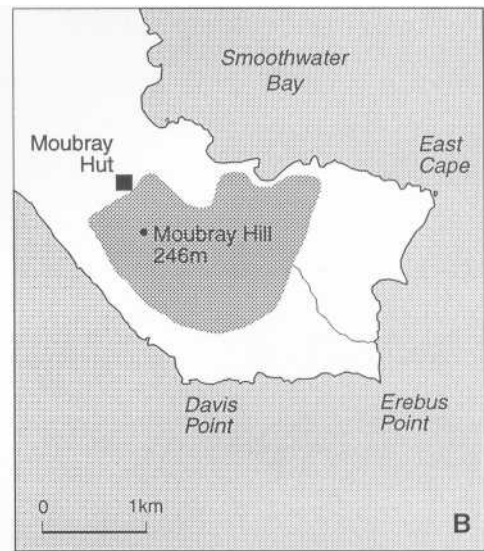 Smoothwater
Bay
East
Cape
Moubray
Hut
Moubray Hill
246m
Davis
Point
Erebus
Point
0 1km
B